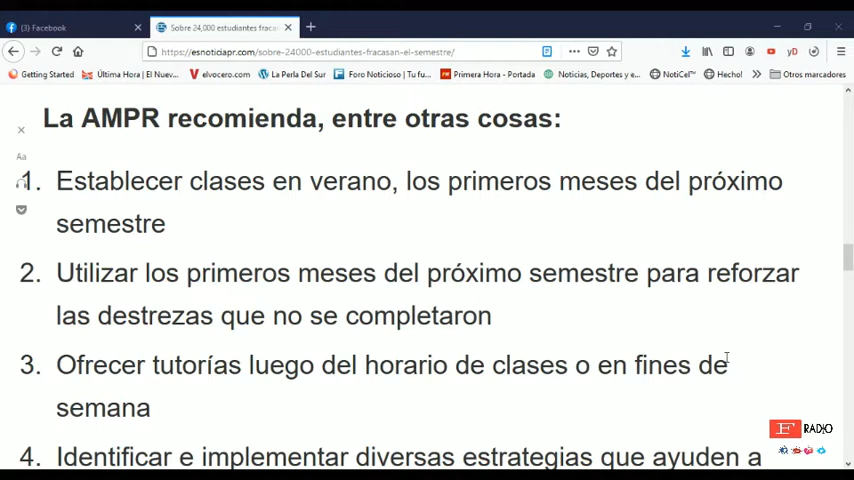 Facebook
Sobre 24,000 estudiantes fracas
https://esnoticiapr.com/sobre-24000-estudiantes-fracasan-el-semestre/
Getting Started
Última Hora | El Nuev...
elvocero.com
La Perla Del Sur
Foro Noticioso | Tu fu...
Primera Hora - Portada
Noticias, Deportes y e...
NotiCel™
Hecho!
Otros marcadores
La AMPR recomienda, entre otras cosas:
Aa
1. Establecer clases en verano, los primeros meses del próximo
semestre
2. Utilizar los primeros meses del próximo semestre para reforzar
las destrezas que no se completaron
3. Ofrecer tutorías luego del horario de clases o en fines de
semana
F RADIO
4. Identificar e implementar diversas estrategias que ayuden a